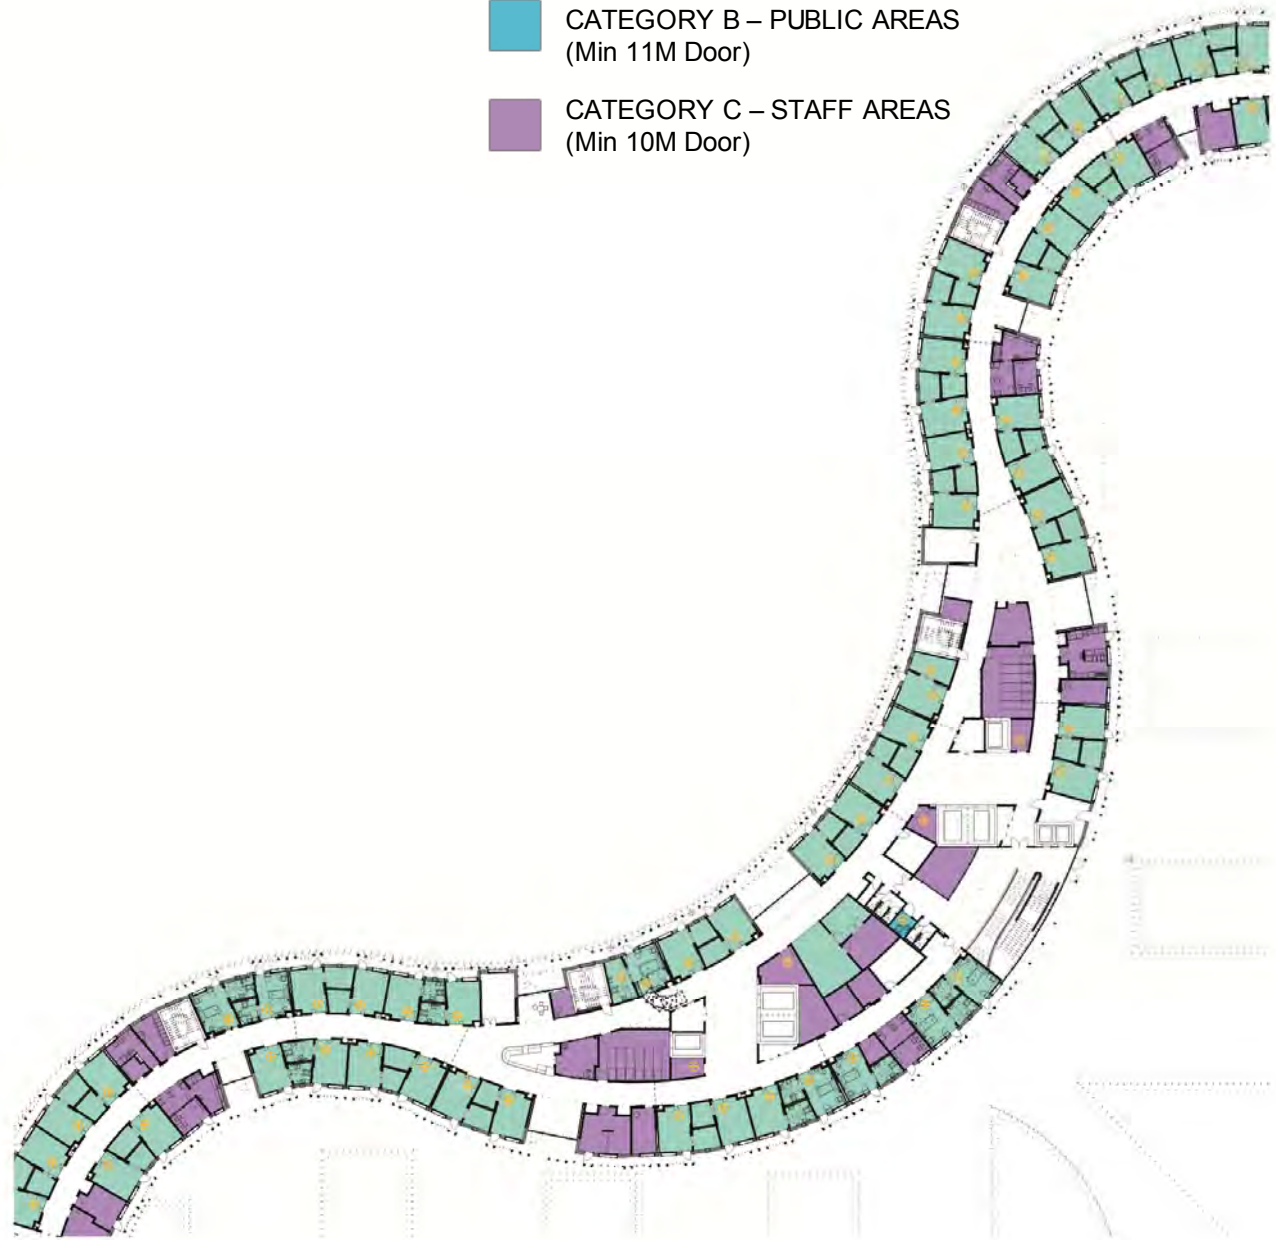 CATEGORY B – PUBLIC AREAS
(Min 11M Door)
CATEGORY C – STAFF AREAS
(Min 10M Door)